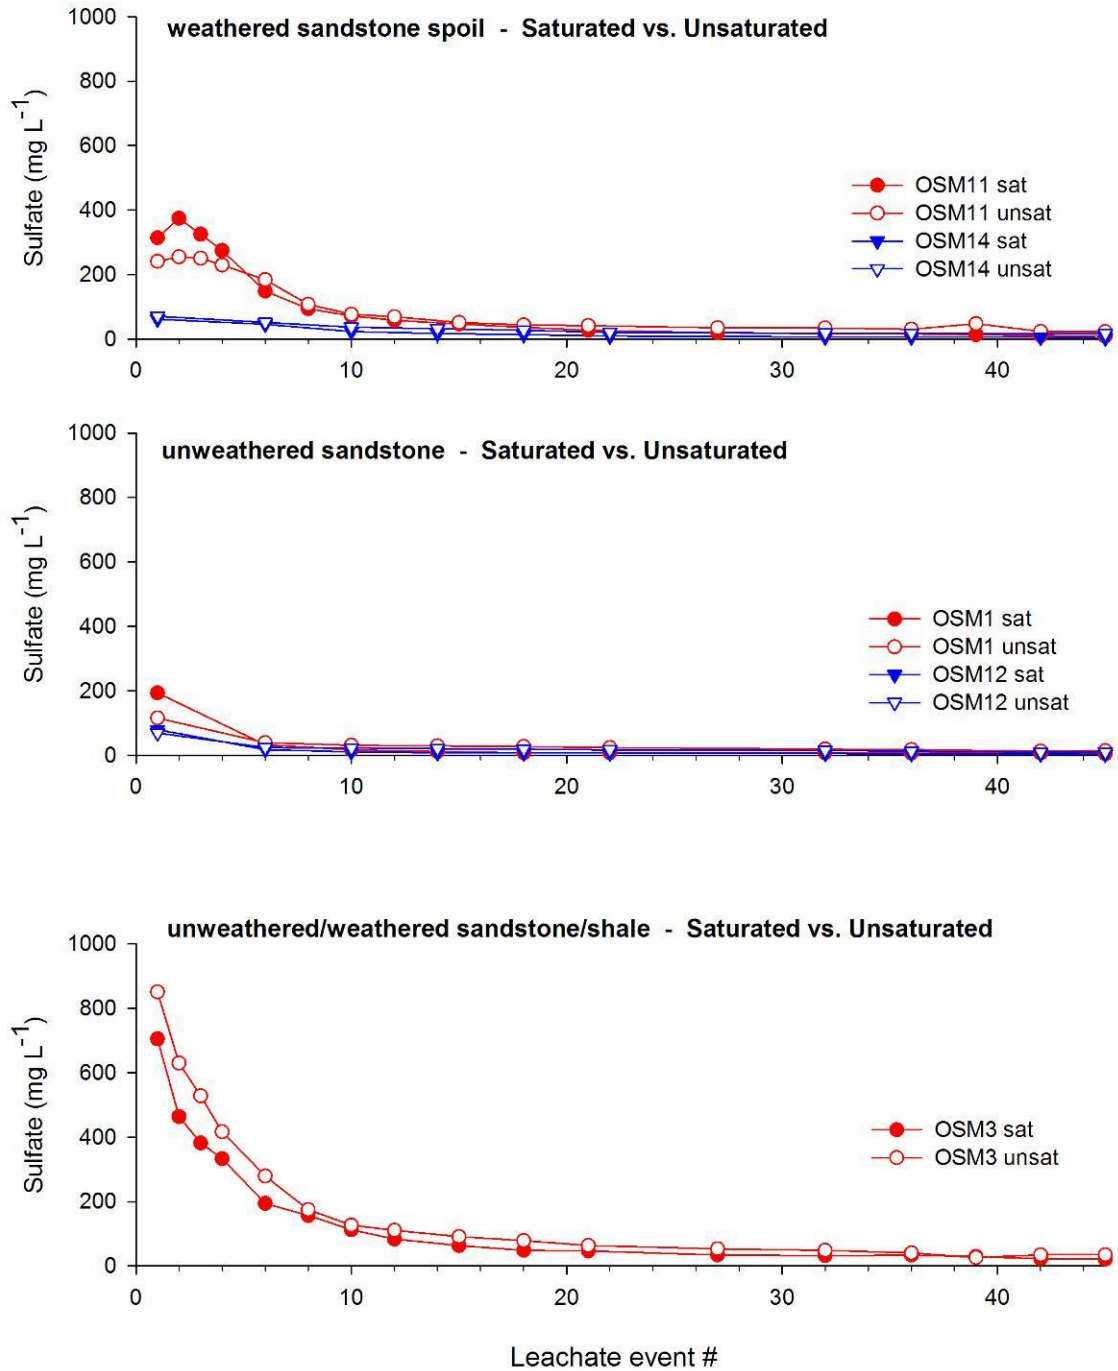 weathered sandstone spoil - Saturated vs. Unsaturated
1000
800
600
400
200
0
Sulfate (mg L⁻¹)
OSM11 sat
OSM11 unsat
OSM14 sat
OSM14 unsat
0 10 20 30 40
unweathered sandstone - Saturated vs. Unsaturated
1000
800
600
400
200
0
Sulfate (mg L⁻¹)
OSM1 sat
OSM1 unsat
OSM12 sat
OSM12 unsat
0 10 20 30 40
unweathered/weathered sandstone/shale - Saturated vs. Unsaturated
1000
800
600
400
200
0
Sulfate (mg L⁻¹)
OSM3 sat
OSM3 unsat
0 10 20 30 40
Leachate event #